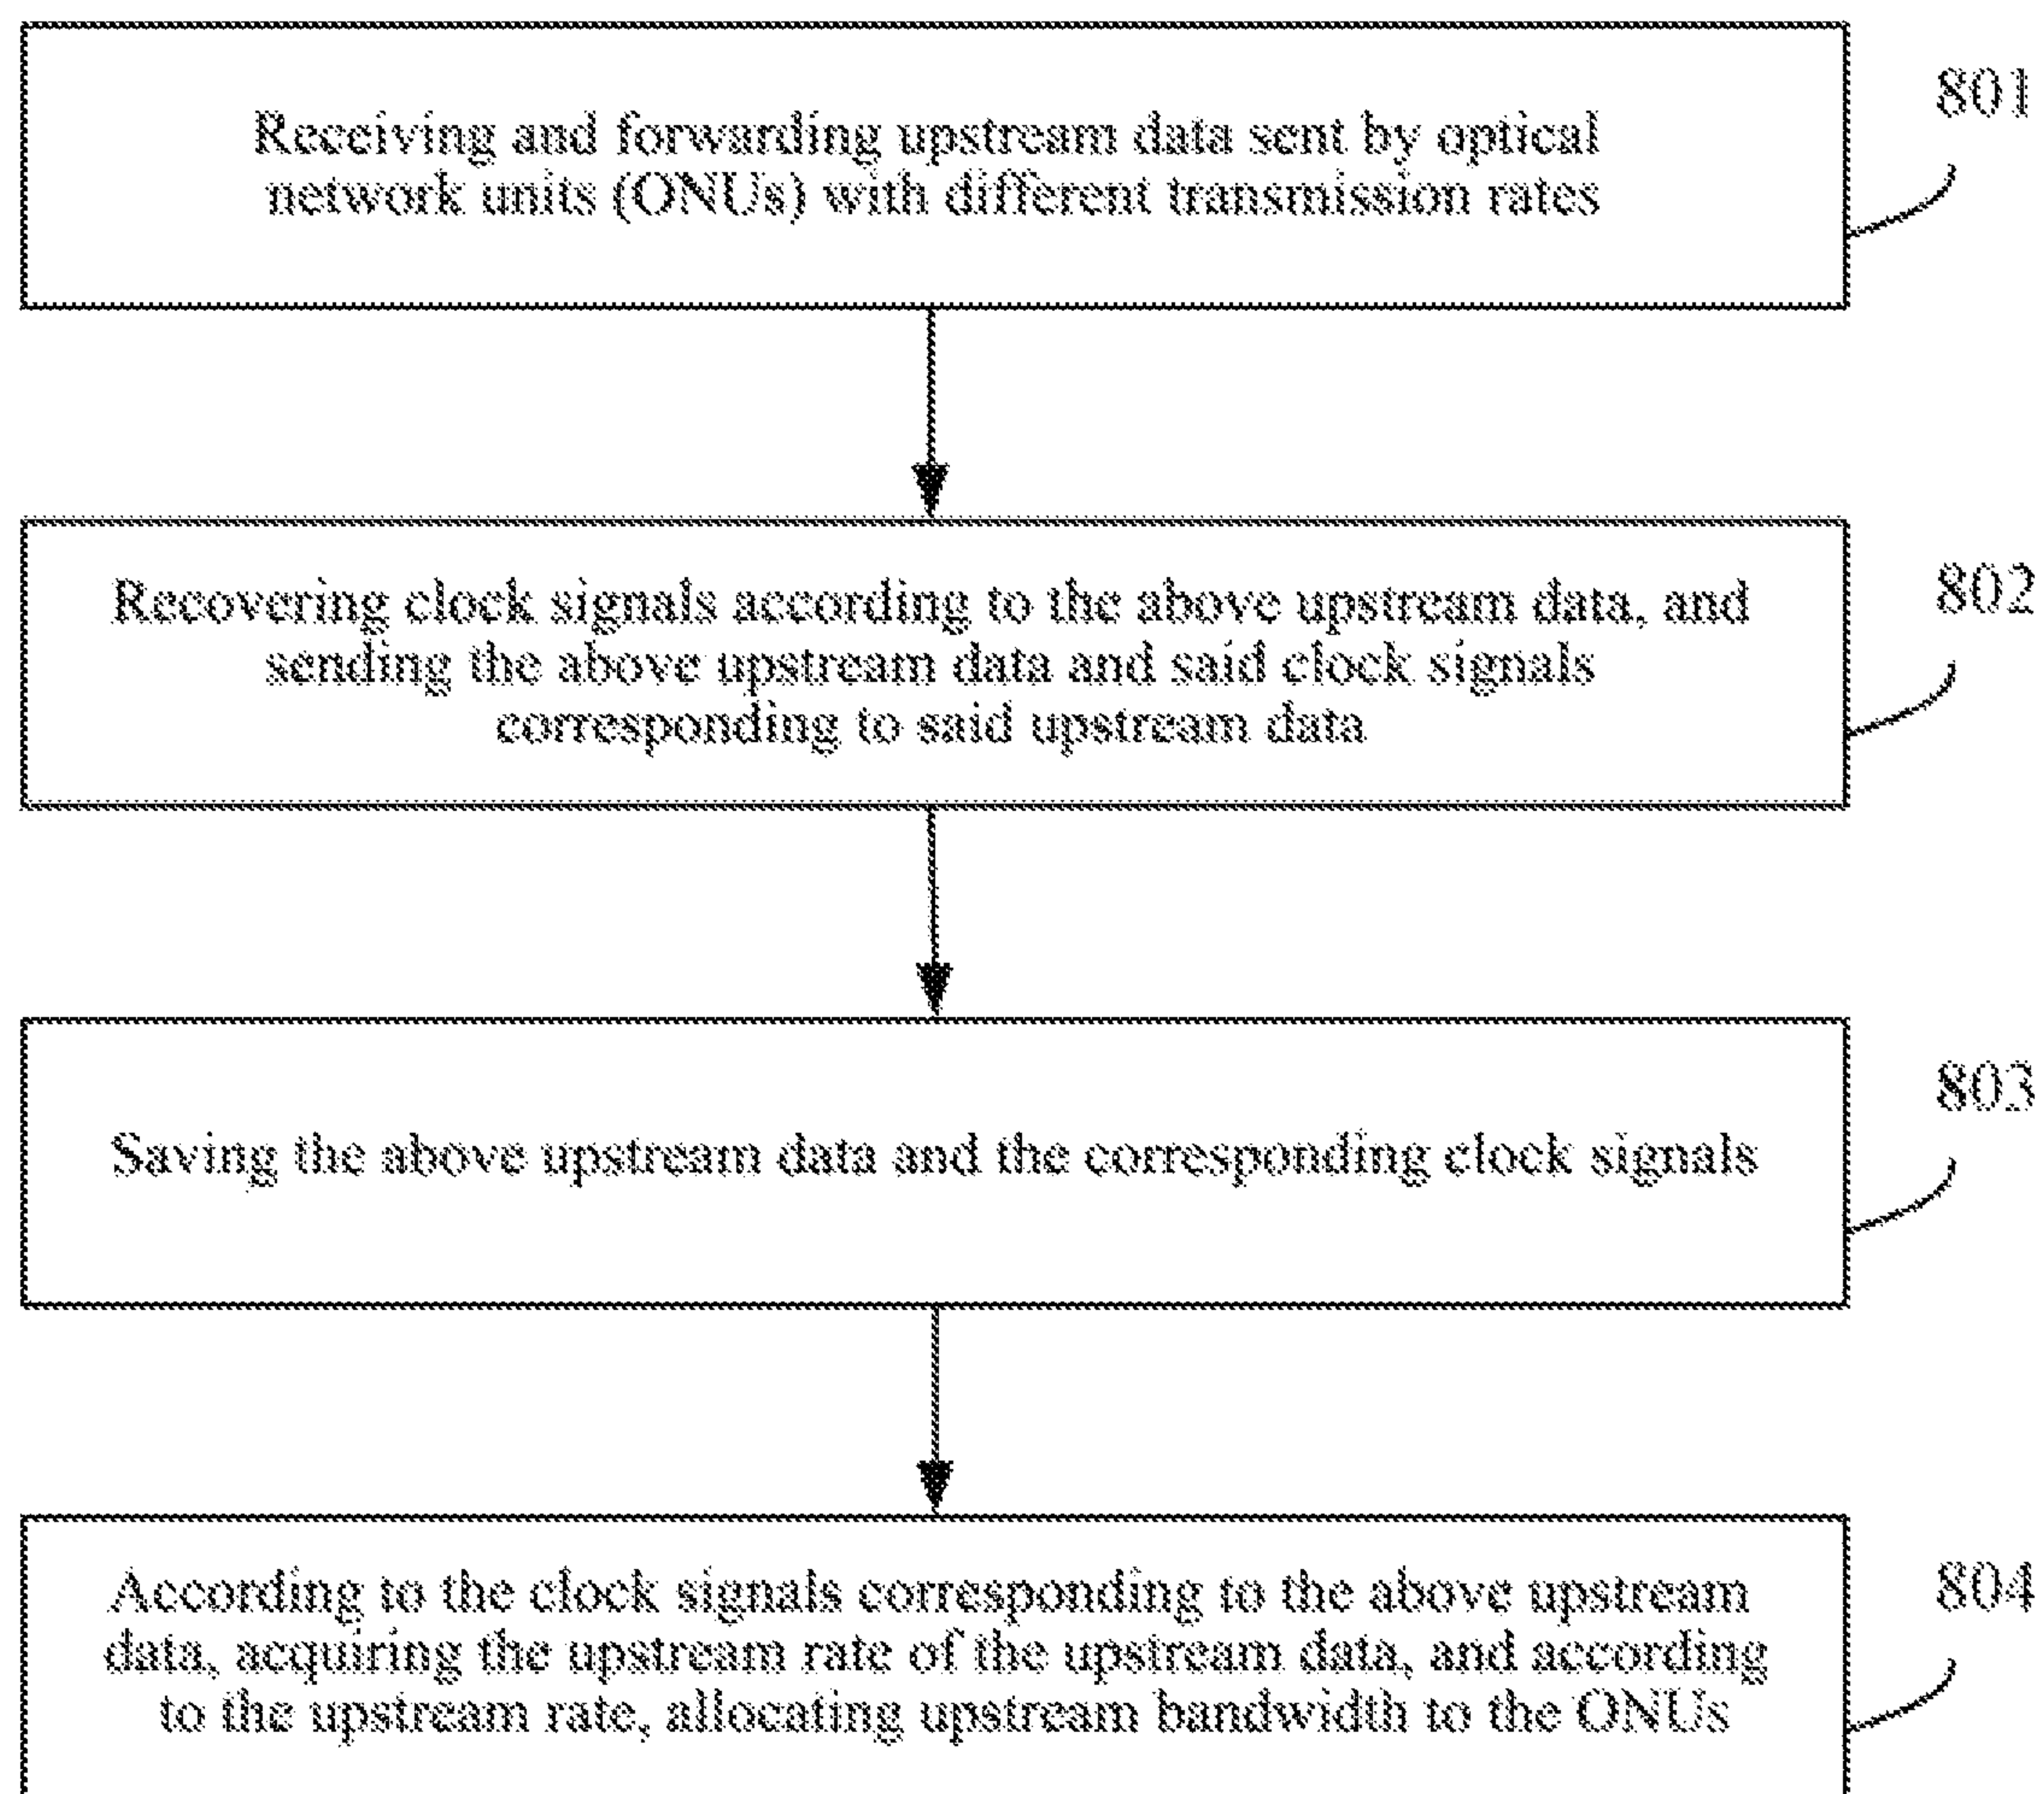 801
Receiving and forwarding upstream data sent by optical
network units (ONUs) with different transmission rates
802
Recovering clock signals according to the above upstream data, and
sending the above upstream data and said clock signals
corresponding to said upstream data
803
Saving the above upstream data and the corresponding clock signals
804
According to the clock signals corresponding to the above upstream
data, acquiring the upstream rate of the upstream data, and according
to the upstream rate, allocating upstream bandwidth to the ONUs